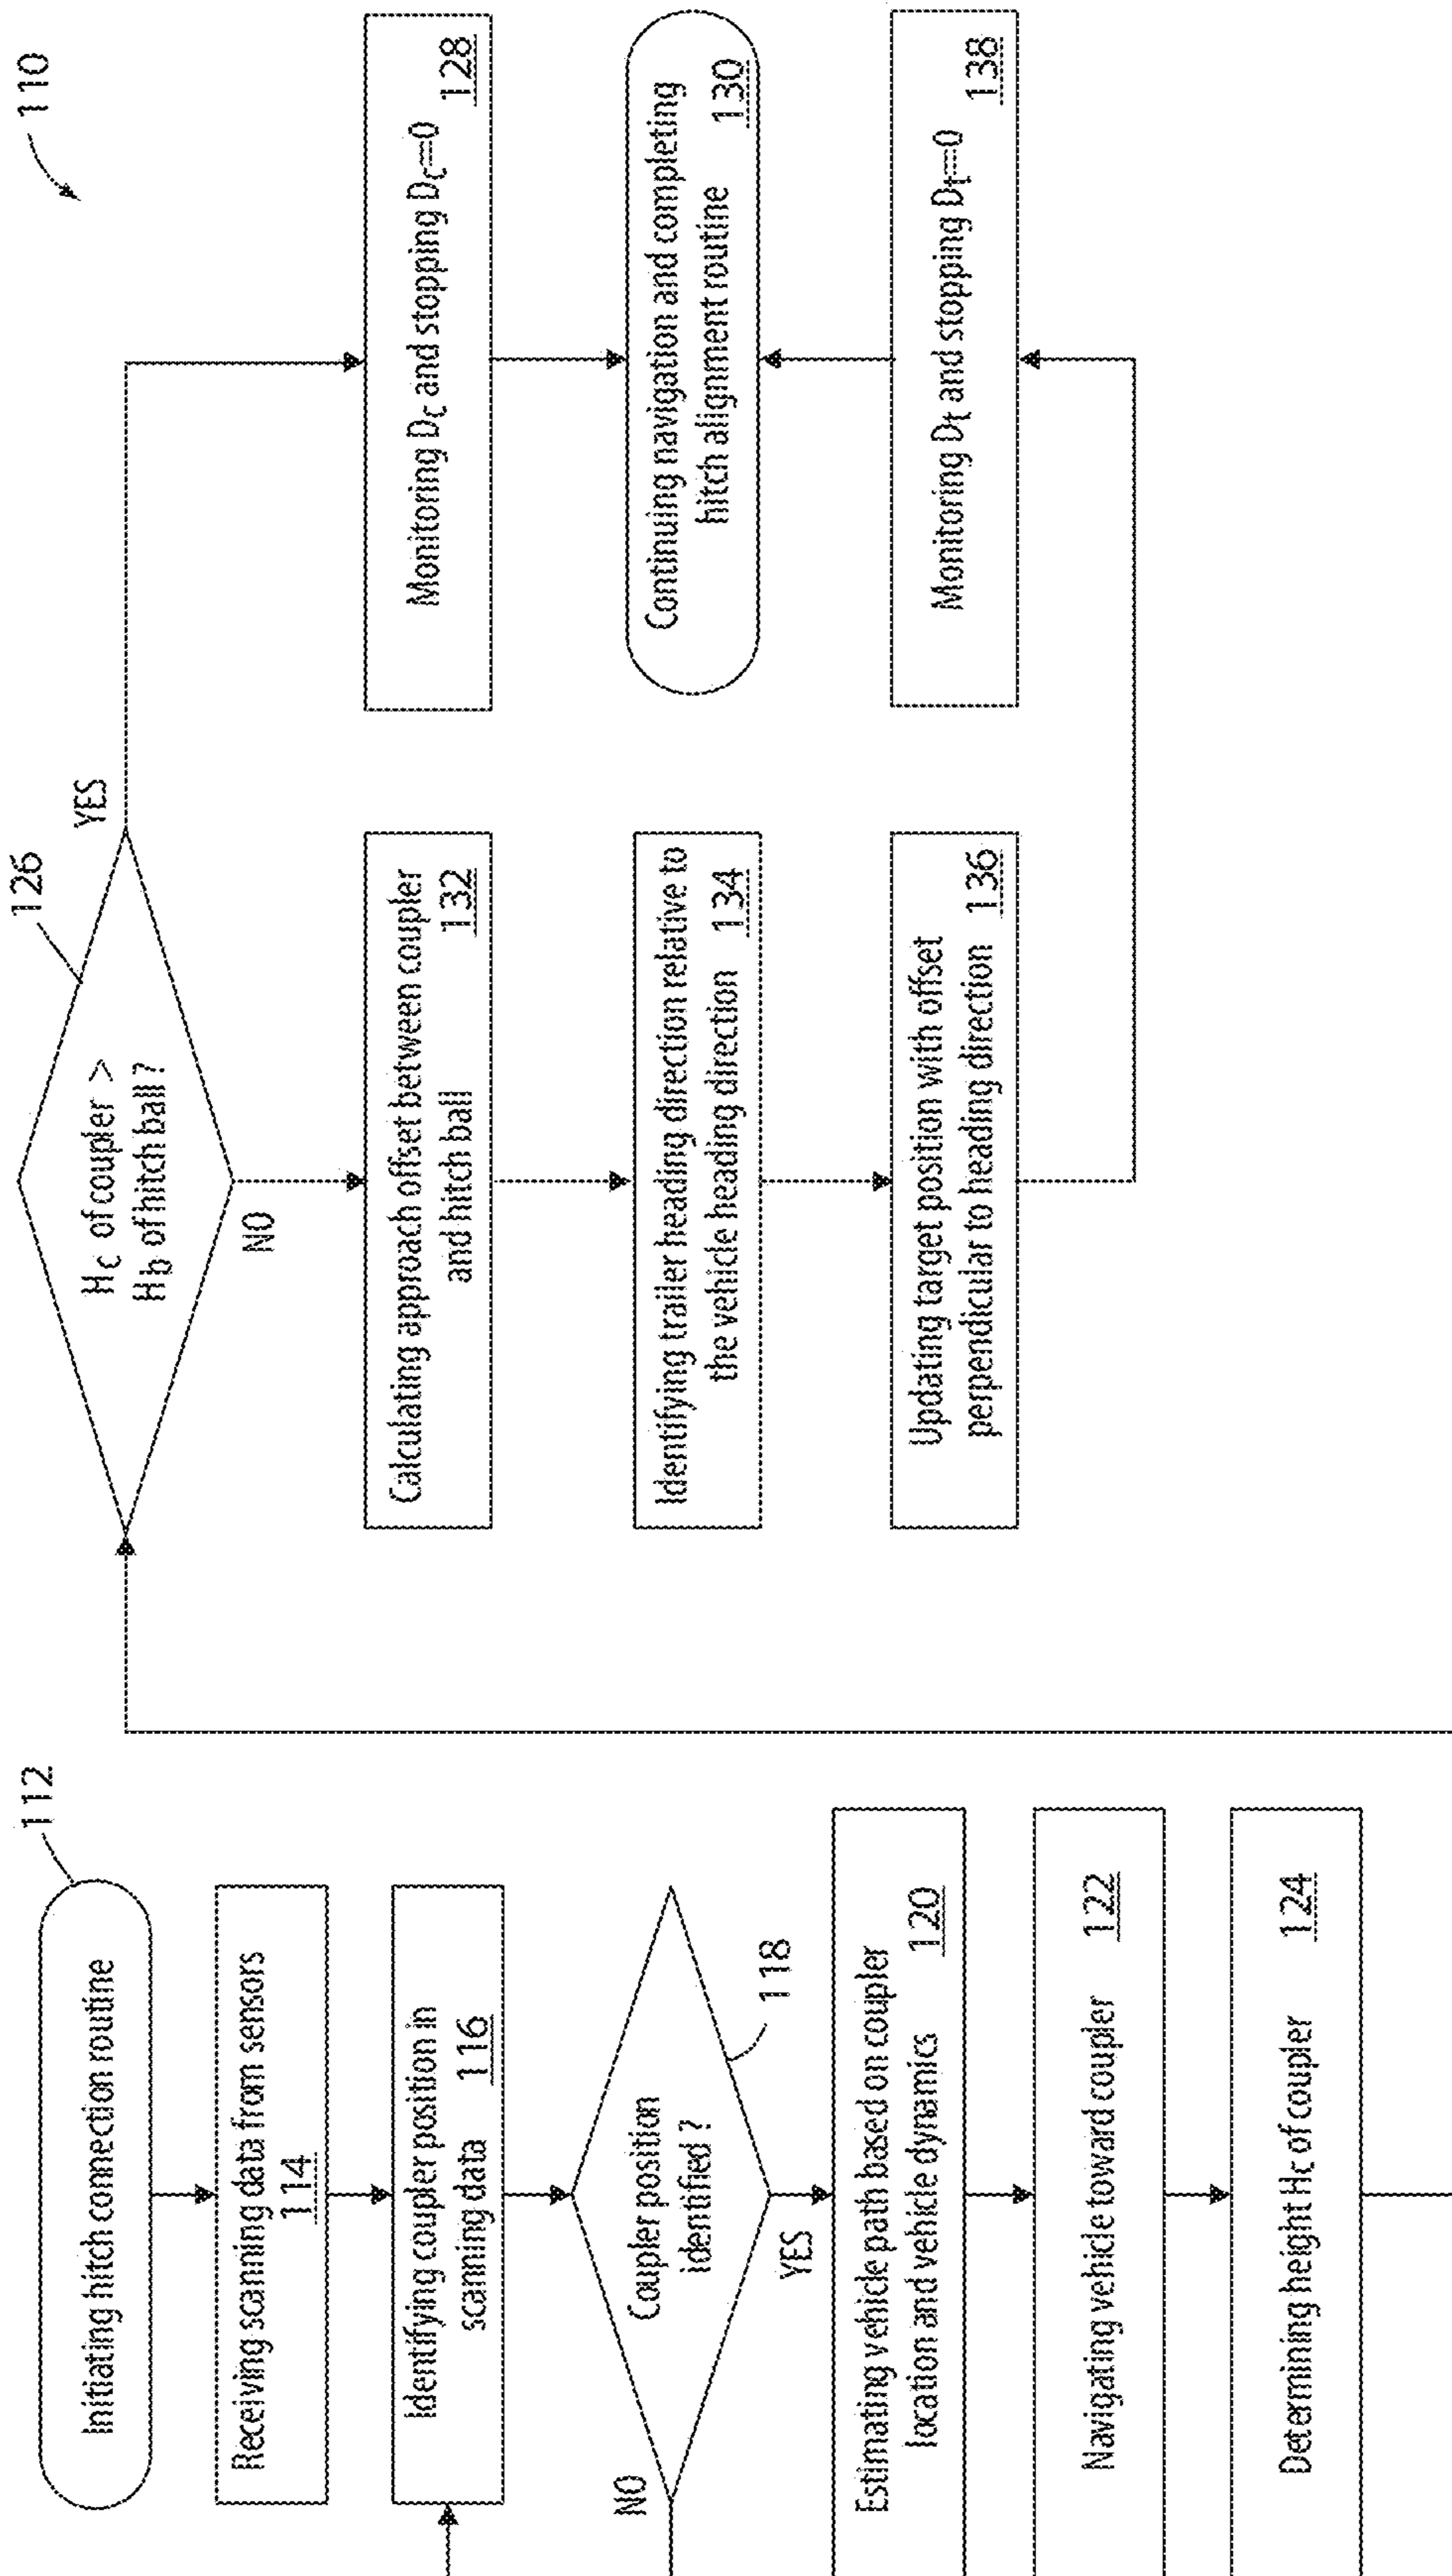 110
112
Initiating hitch connection routine
Receiving scanning data from sensors
114
Identifying coupler position in
scanning data 116
Coupler position
identified ?
118
NO
YES
Estimating vehicle path based on coupler
location and vehicle dynamics 120
Navigating vehicle toward coupler 122
Determining height Hc of coupler 124
126
Hc of coupler >
Hb of hitch ball ?
YES
NO
Monitoring Dc and stopping Dc=0
128
Continuing navigation and completing
hitch alignment routine 130
Calculating approach offset between coupler
and hitch ball 132
Identifying trailer heading direction relative to
the vehicle heading direction 134
Updating target position with offset
perpendicular to heading direction 136
Monitoring Dt and stopping Dt=0
138